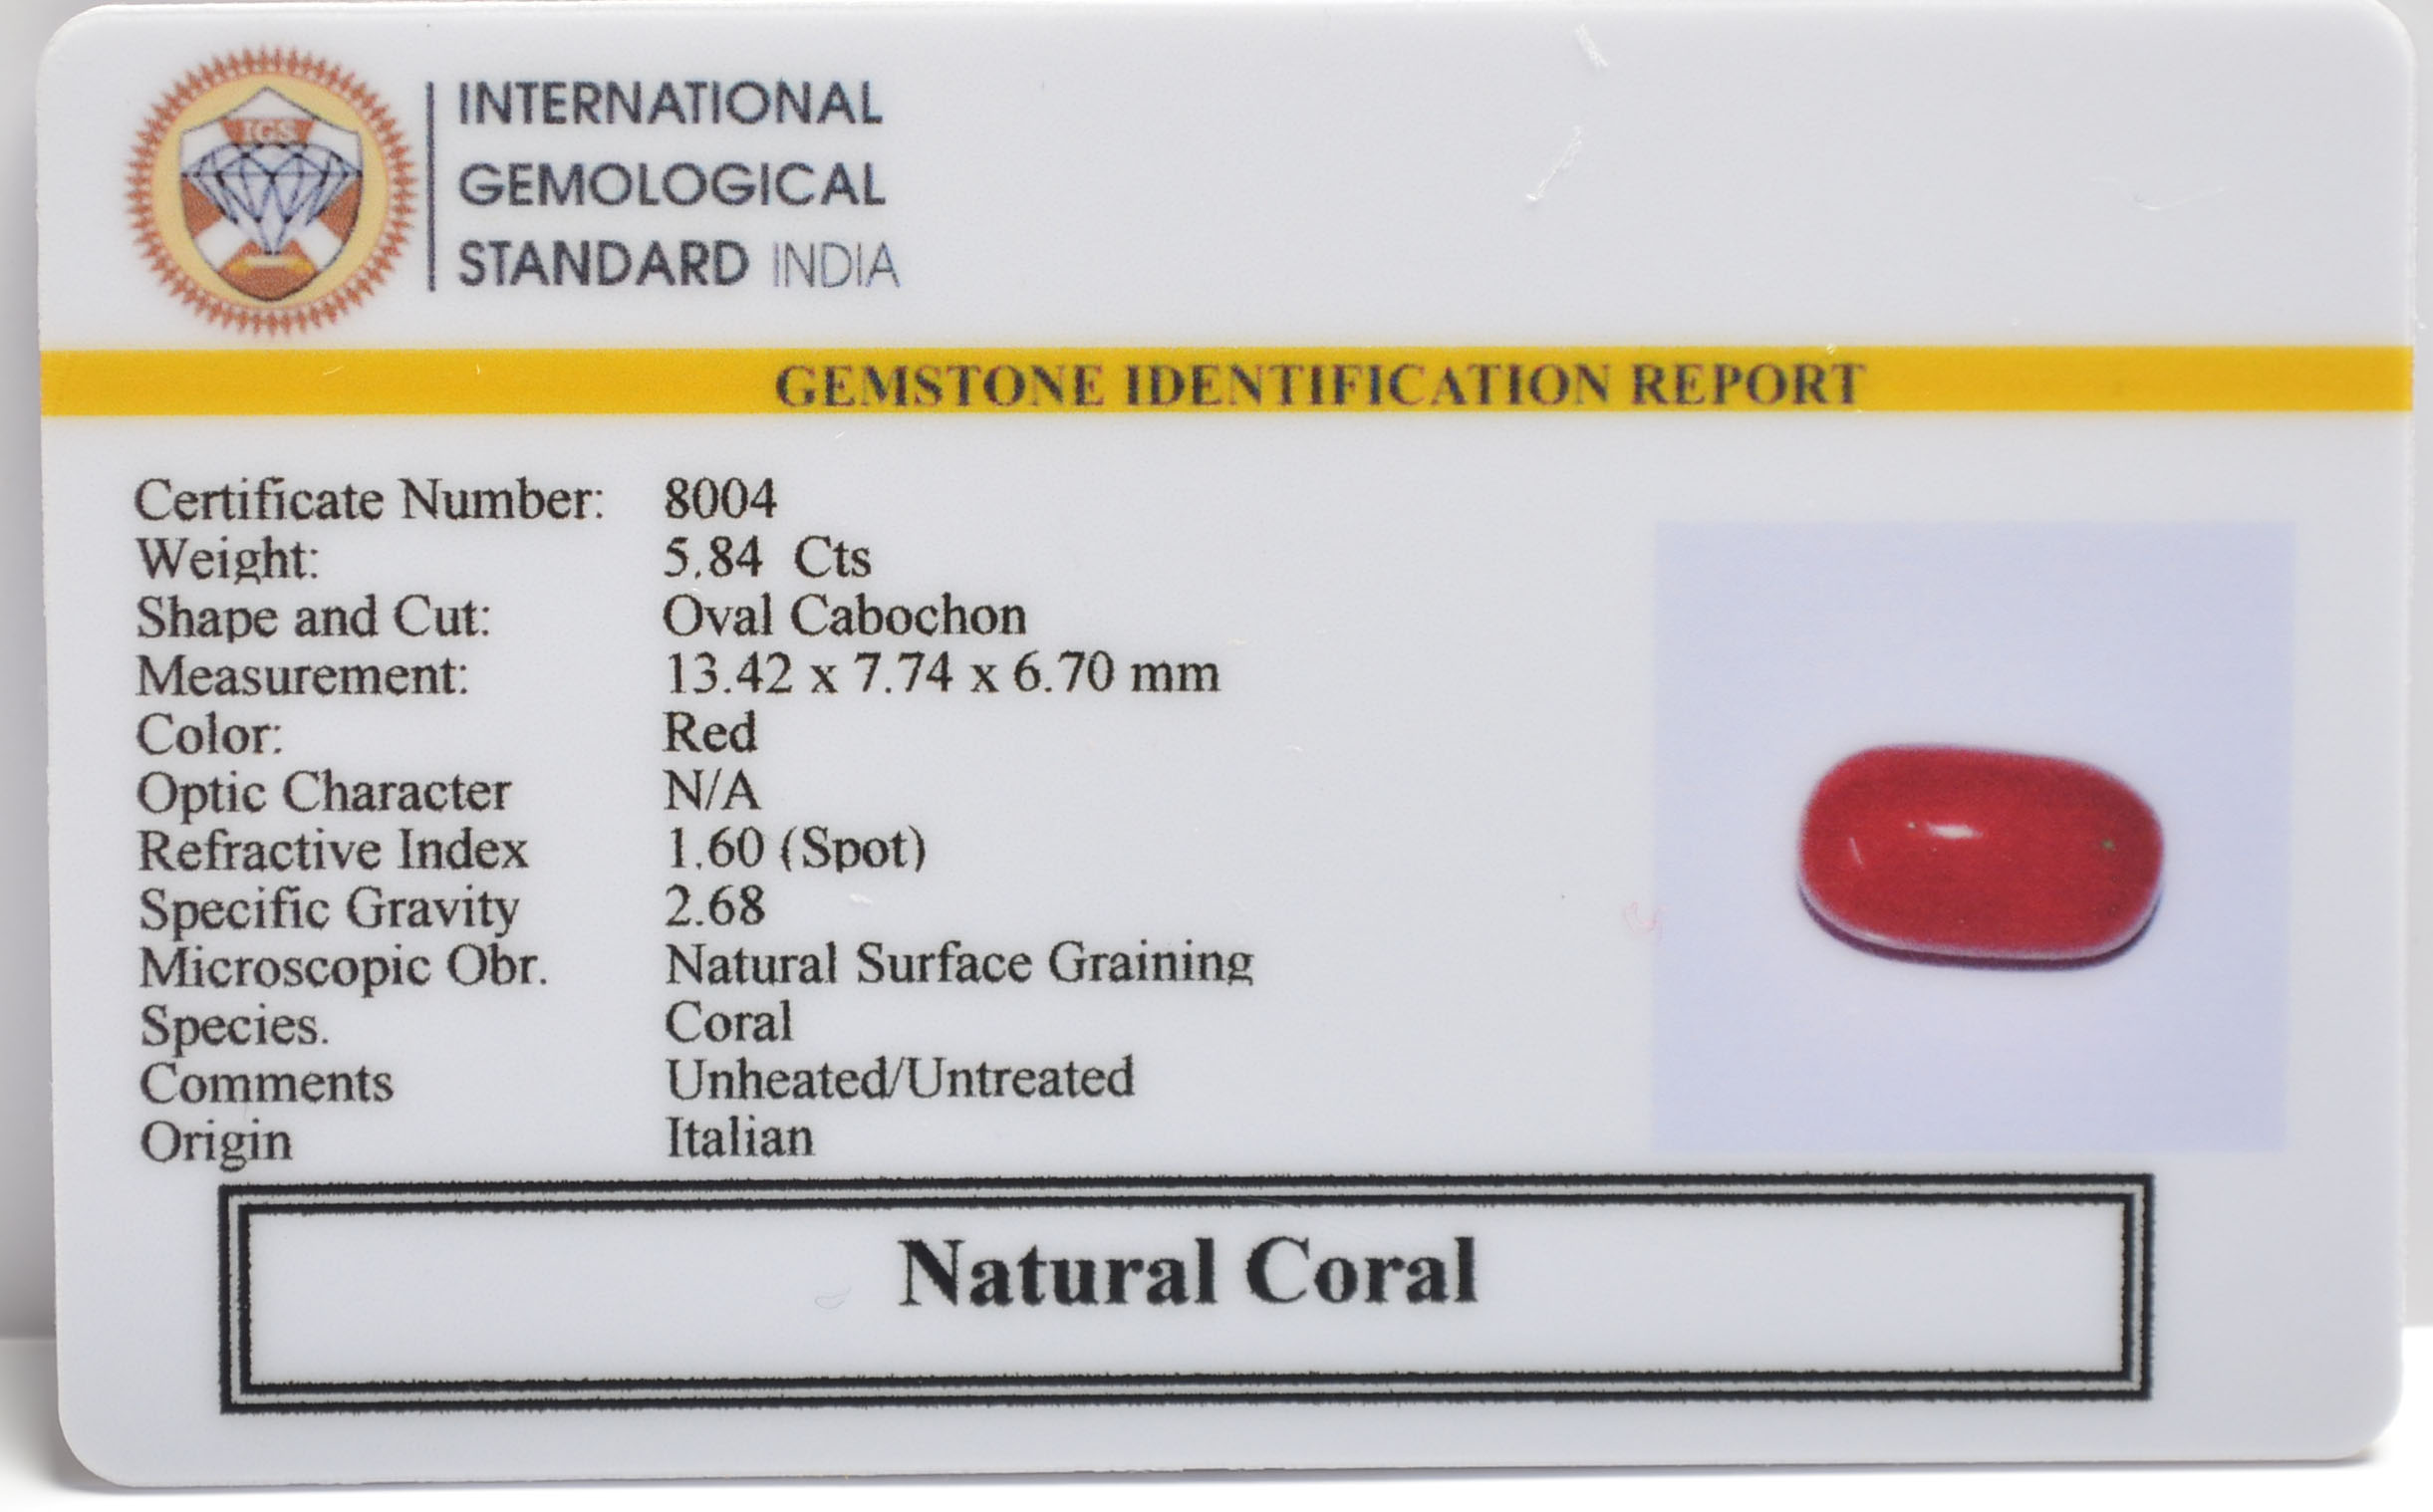 IGS
INTERNATIONAL
GEMOLOGICAL
STANDARD INDIA
GEMSTONE IDENTIFICATION REPORT
Certificate Number: 8004
Weight: 5.84 Cts
Shape and Cut: Oval Cabochon
Measurement: 13.42 x 7.74 x 6.70 mm
Color: Red
Optic Character N/A
Refractive Index 1.60 (Spot)
Specific Gravity 2.68
Microscopic Obr. Natural Surface Graining
Species. Coral
Comments Unheated/Untreated
Origin Italian
Natural Coral